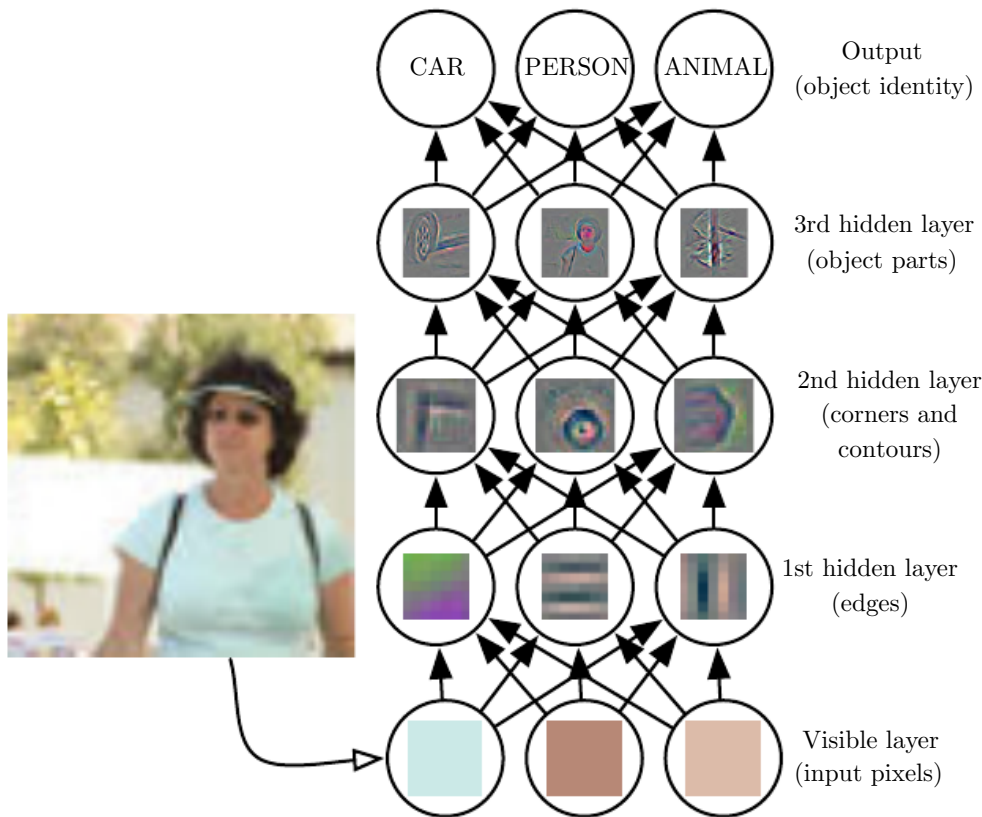 CAR PERSON ANIMAL
Output
(object identity)
3rd hidden layer
(object parts)
2nd hidden layer
(corners and
contours)
1st hidden layer
(edges)
Visible layer
(input pixels)